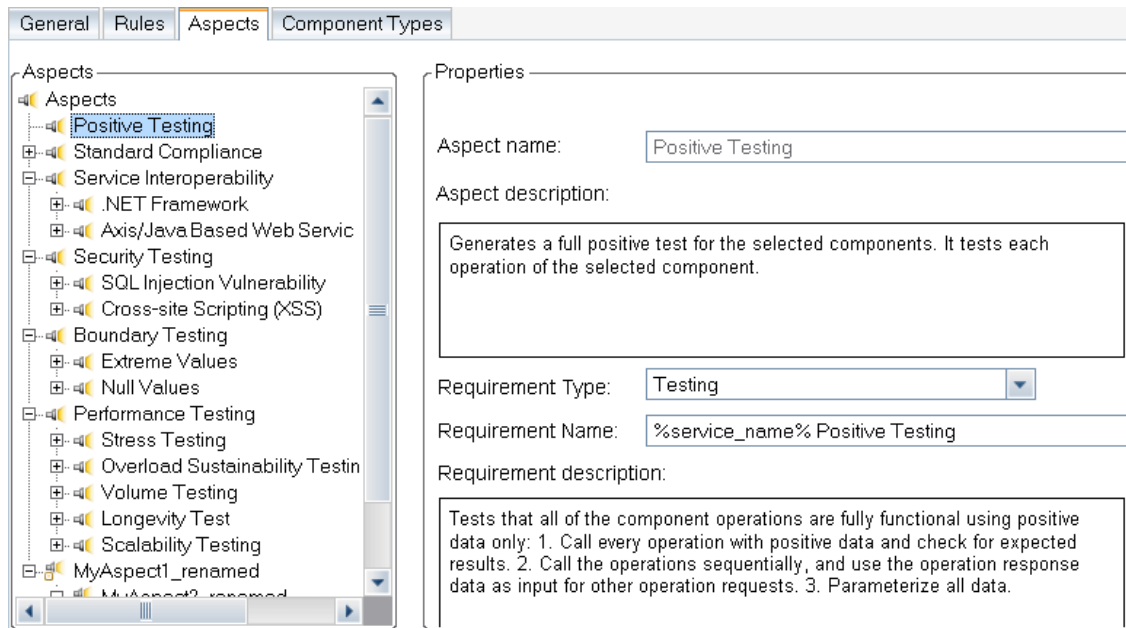 General Rules Aspects Component Types
Aspects
Aspects
Positive Testing
Standard Compliance
Service Interoperability
.NET Framework
Axis/Java Based Web Servic
Security Testing
SQL Injection Vulnerability
Cross-site Scripting (XSS)
Boundary Testing
Extreme Values
Null Values
Performance Testing
Stress Testing
Overload Sustainability Testin
Volume Testing
Longevity Test
Scalability Testing
MyAspect1_renamed
MyAspect2_renamed
Properties
Aspect name: Positive Testing
Aspect description:
Generates a full positive test for the selected components. It tests each
operation of the selected component.
Requirement Type: Testing
Requirement Name: %service_name% Positive Testing
Requirement description:
Tests that all of the component operations are fully functional using positive
data only: 1. Call every operation with positive data and check for expected
results. 2. Call the operations sequentially, and use the operation response
data as input for other operation requests. 3. Parameterize all data.